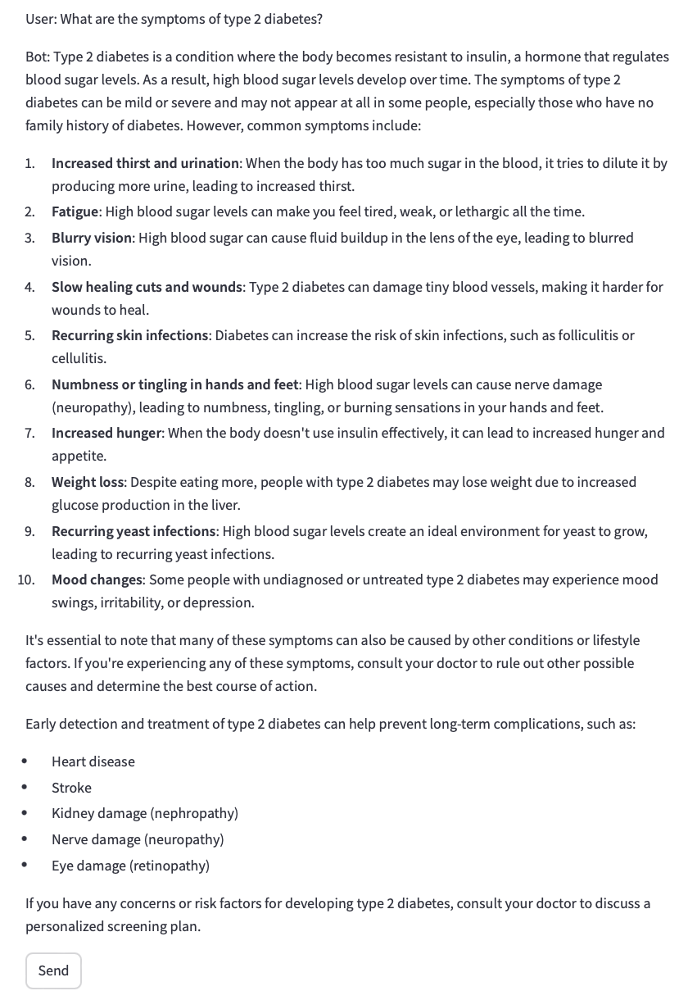 User: What are the symptoms of type 2 diabetes?
Bot: Type 2 diabetes is a condition where the body becomes resistant to insulin, a hormone that regulates
blood sugar levels. As a result, high blood sugar levels develop over time. The symptoms of type 2
diabetes can be mild or severe and may not appear at all in some people, especially those who have no
family history of diabetes. However, common symptoms include:
1. Increased thirst and urination: When the body has too much sugar in the blood, it tries to dilute it by
producing more urine, leading to increased thirst.
2. Fatigue: High blood sugar levels can make you feel tired, weak, or lethargic all the time.
3. Blurry vision: High blood sugar can cause fluid buildup in the lens of the eye, leading to blurred
vision.
4. Slow healing cuts and wounds: Type 2 diabetes can damage tiny blood vessels, making it harder for
wounds to heal.
5. Recurring skin infections: Diabetes can increase the risk of skin infections, such as folliculitis or
cellulitis.
6. Numbness or tingling in hands and feet: High blood sugar levels can cause nerve damage
(neuropathy), leading to numbness, tingling, or burning sensations in your hands and feet.
7. Increased hunger: When the body doesn't use insulin effectively, it can lead to increased hunger and
appetite.
8. Weight loss: Despite eating more, people with type 2 diabetes may lose weight due to increased
glucose production in the liver.
9. Recurring yeast infections: High blood sugar levels create an ideal environment for yeast to grow,
leading to recurring yeast infections.
10. Mood changes: Some people with undiagnosed or untreated type 2 diabetes may experience mood
swings, irritability, or depression.
It's essential to note that many of these symptoms can also be caused by other conditions or lifestyle
factors. If you're experiencing any of these symptoms, consult your doctor to rule out other possible
causes and determine the best course of action.
Early detection and treatment of type 2 diabetes can help prevent long-term complications, such as:
• Heart disease
• Stroke
• Kidney damage (nephropathy)
• Nerve damage (neuropathy)
• Eye damage (retinopathy)
If you have any concerns or risk factors for developing type 2 diabetes, consult your doctor to discuss a
personalized screening plan.
Send